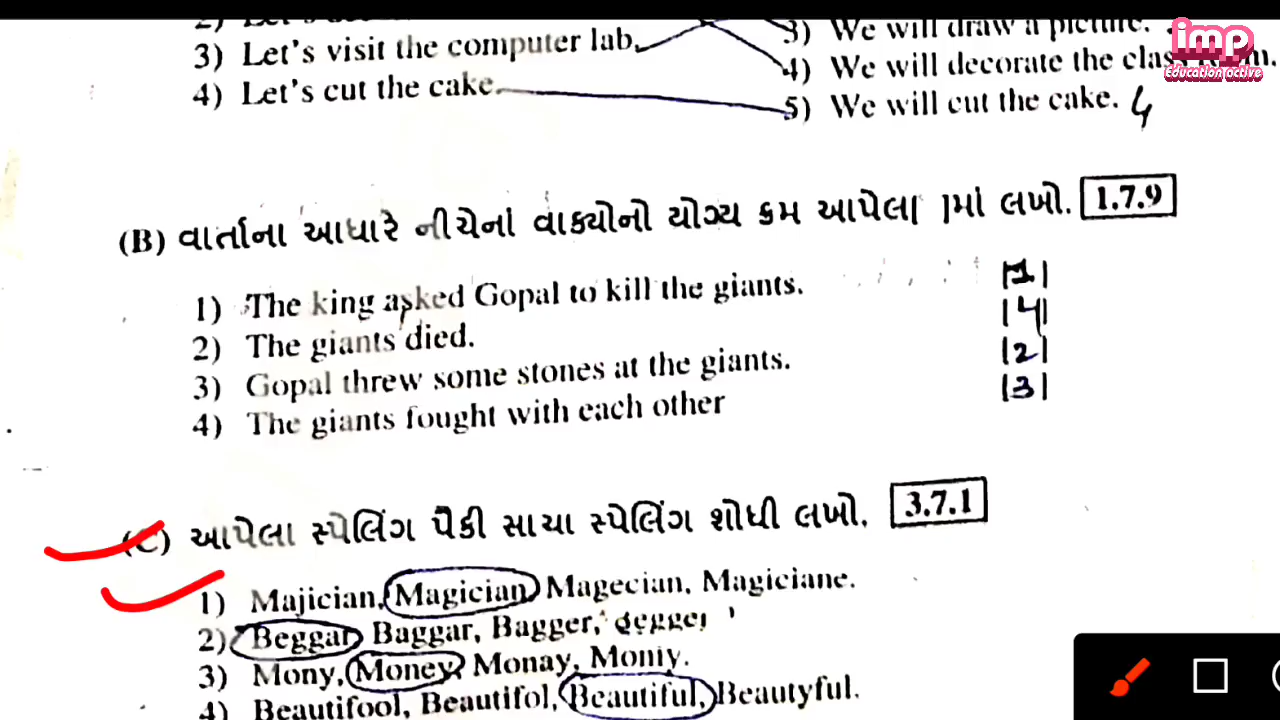 3) Let's visit the computer lab.
4) Let's cut the cake.
3) We will draw a picture.
4) We will decorate the class room.
5) We will cut the cake. 4
imp
Education active
(B) વાર્તાના આધારે નીચેનાં વાક્યોનો યોગ્ય ક્રમ આપેલા[ ]માં લખો. 1.7.9
1) The king asked Gopal to kill the giants. |1|
2) The giants died. |4|
3) Gopal threw some stones at the giants. |2|
4) The giants fought with each other |3|
(C) આપેલા સ્પેલિંગ પૈકી સાચા સ્પેલિંગ શોધી લખો. 3.7.1
1) Majician, Magician, Magecian, Magiciane.
2) Beggar, Baggar, Bagger,
3) Mony, Money, Monay, Moniy.
4) Beautifool, Beautifol, Beautiful, Beautyful.